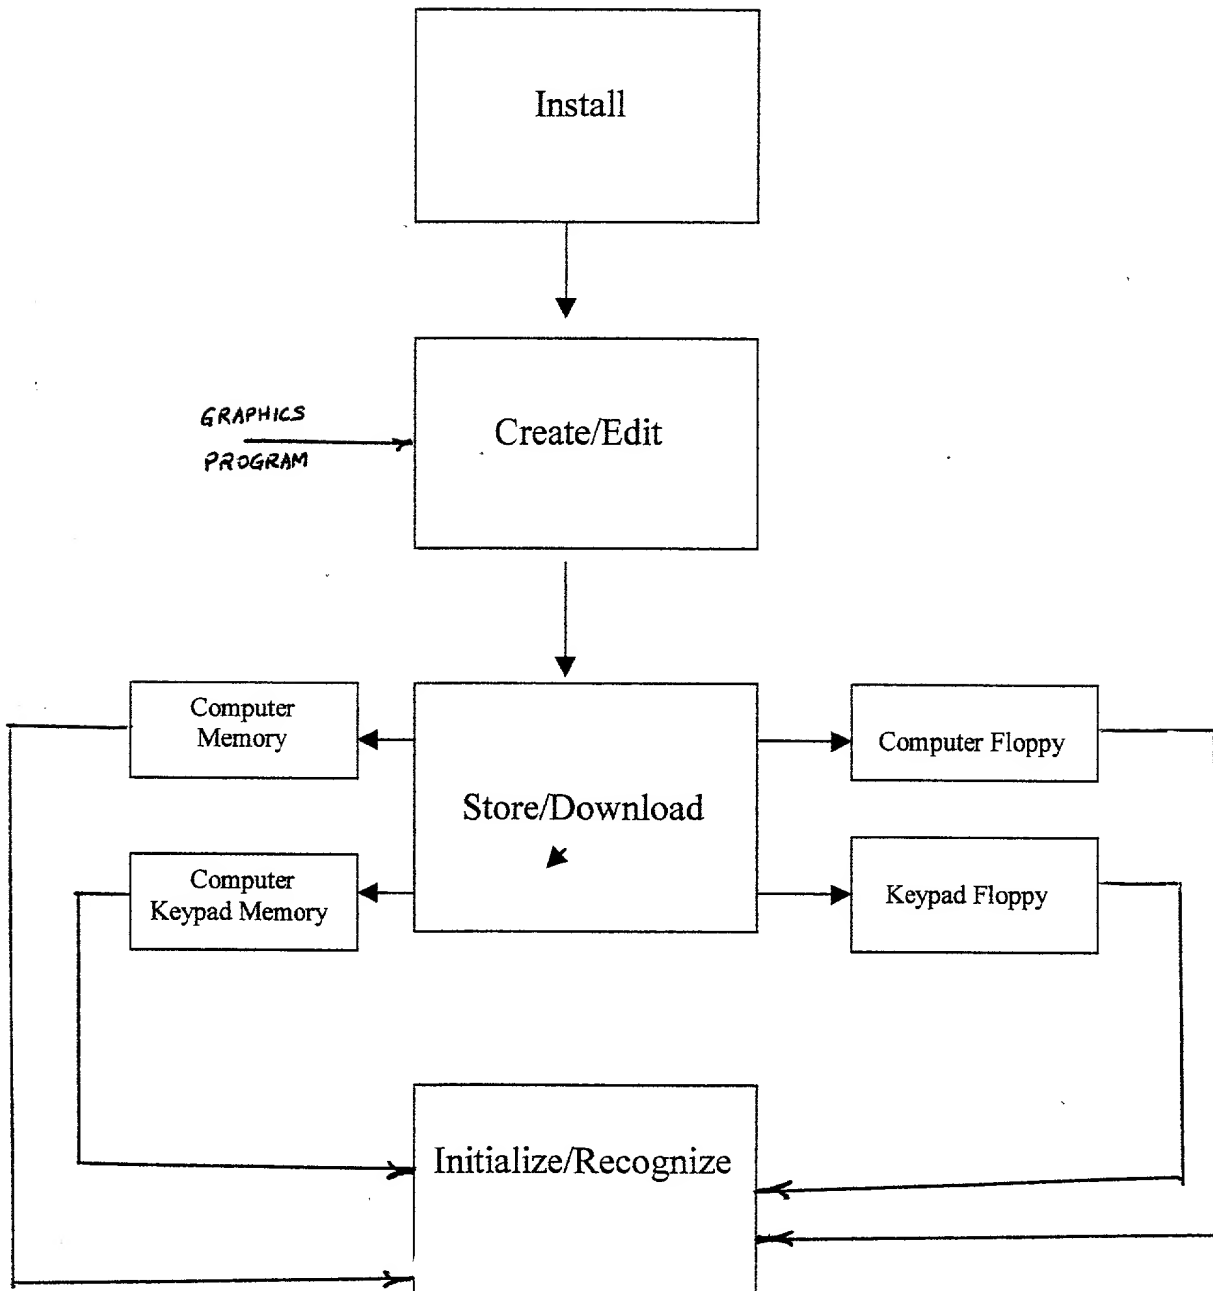 Install
GRAPHICS
PROGRAM
Create/Edit
Computer
Memory
Computer Floppy
Store/Download
Computer
Keypad Memory
Keypad Floppy
Initialize/Recognize